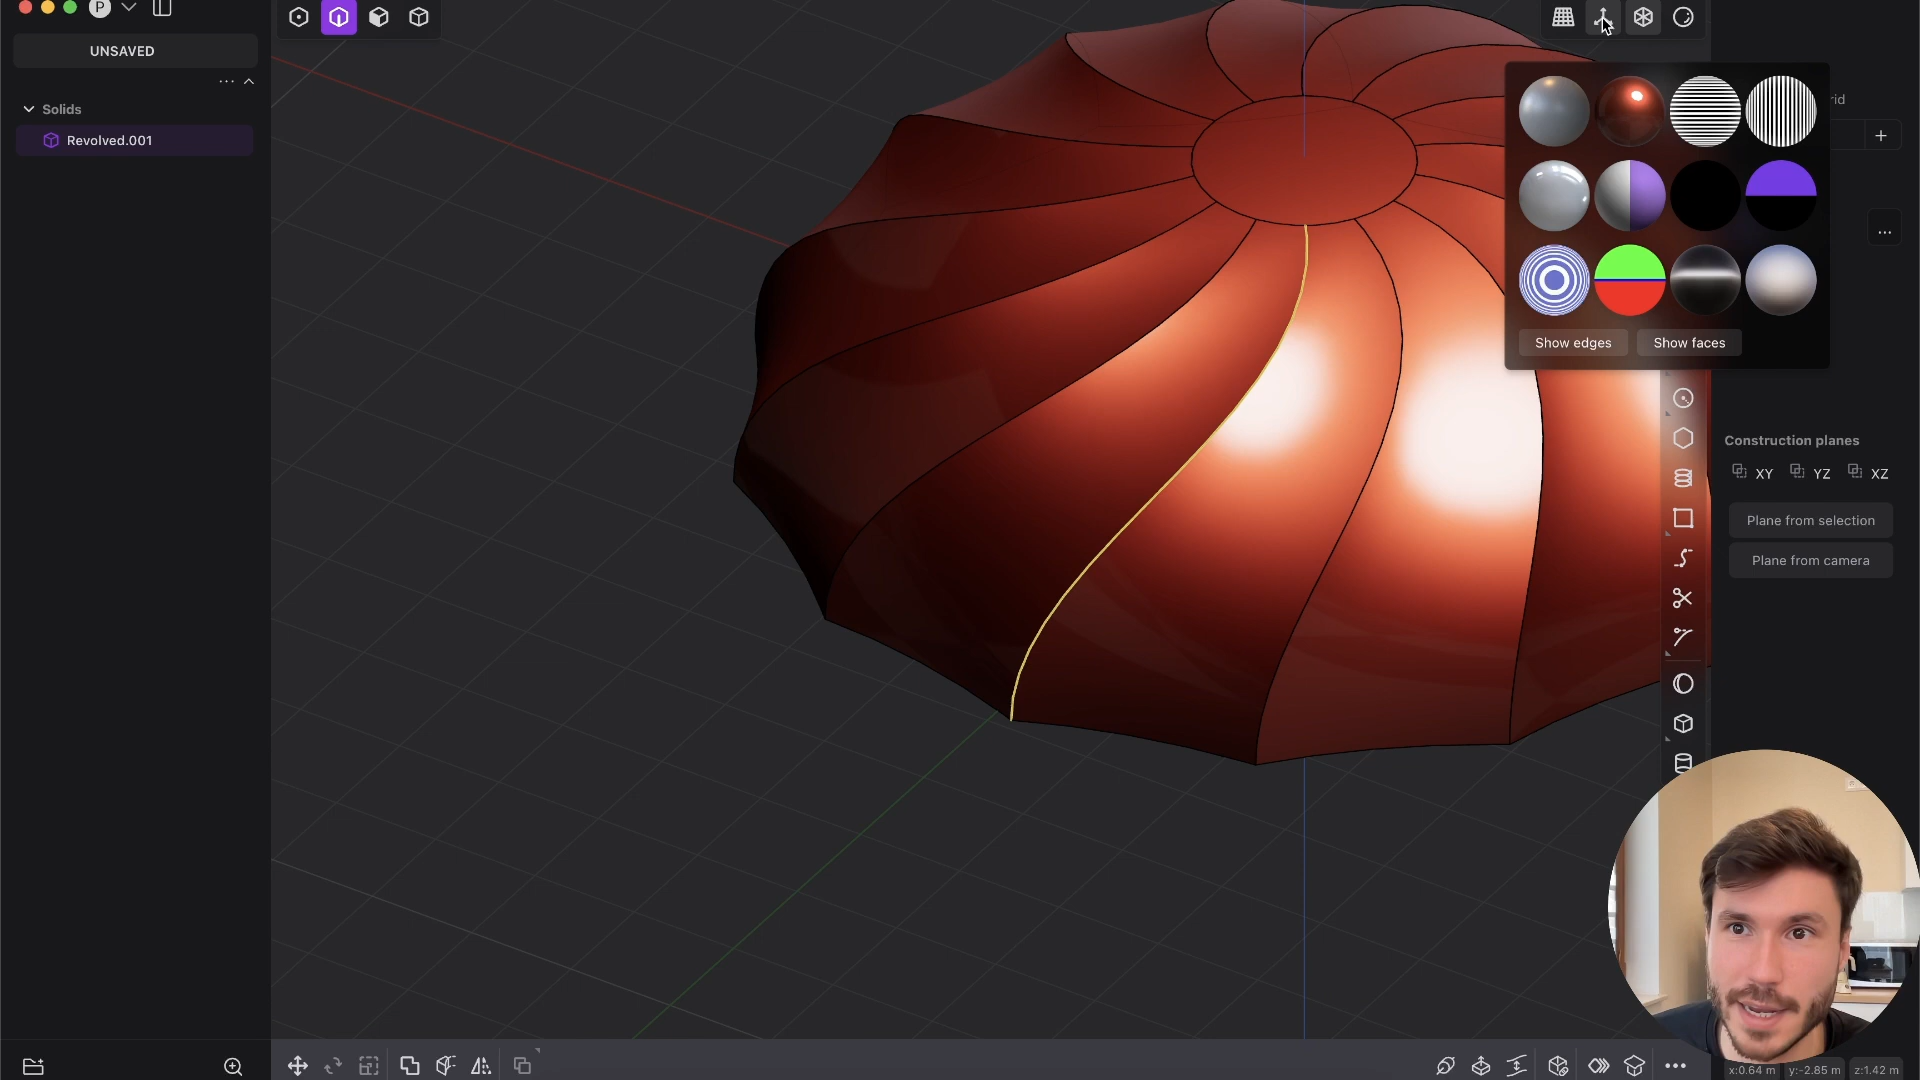 P
UNSAVED
Solids
Revolved.001
rid
Show edges
Show faces
Construction planes
XY
YZ
XZ
Plane from selection
Plane from camera
x:0.64 m
y:-2.85 m
z:1.42 m